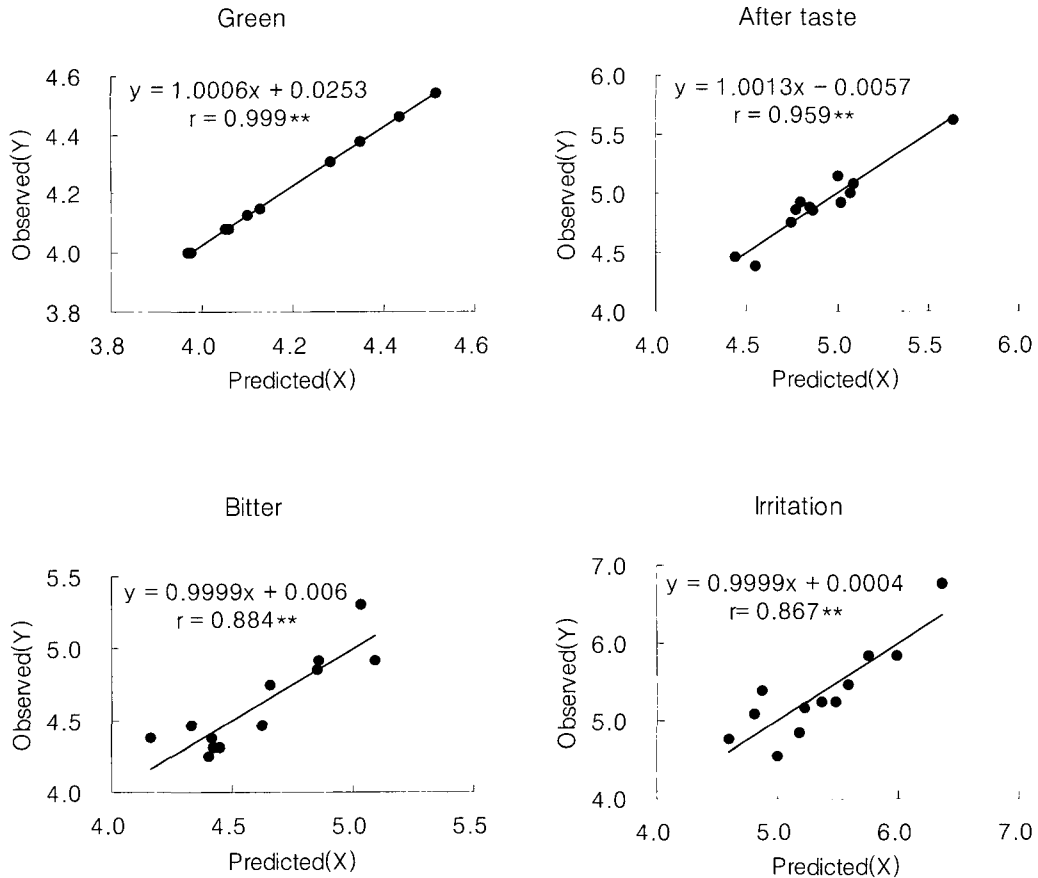 Green
y = 1.0006x + 0.0253
r = 0.999**
Observed(Y)
4.6
4.4
4.2
4.0
3.8
3.8 4.0 4.2 4.4 4.6
Predicted(X)
After taste
y = 1.0013x − 0.0057
r = 0.959**
Observed(Y)
6.0
5.5
5.0
4.5
4.0
4.0 4.5 5.0 5.5 6.0
Predicted(X)
Bitter
y = 0.9999x + 0.006
r = 0.884**
Observed(Y)
5.5
5.0
4.5
4.0
4.0 4.5 5.0 5.5
Predicted(X)
Irritation
y = 0.9999x + 0.0004
r= 0.867**
Observed(Y)
7.0
6.0
5.0
4.0
4.0 5.0 6.0 7.0
Predicted(X)